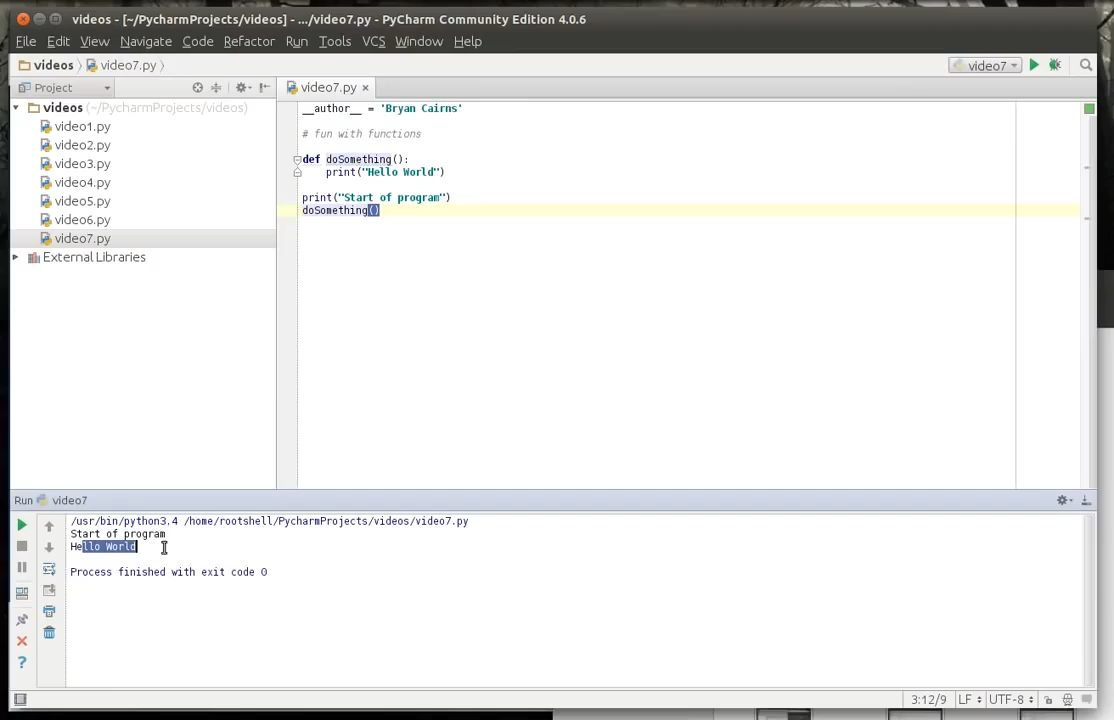 videos - [~/PycharmProjects/videos] - .../video7.py - PyCharm Community Edition 4.0.6
File Edit View Navigate Code Refactor Run Tools VCS Window Help
videos video7.py video7
Project video7.py
videos (~/PycharmProjects/videos)
video1.py
video2.py
video3.py
video4.py
video5.py
video6.py
video7.py
External Libraries
__author__ = 'Bryan Cairns'
# fun with functions
def doSomething():
print("Hello World")
print("Start of program")
doSomething()
Run video7
/usr/bin/python3.4 /home/rootshell/PycharmProjects/videos/video7.py
Start of program
Hello World
Process finished with exit code 0
3:12/9 LF UTF-8